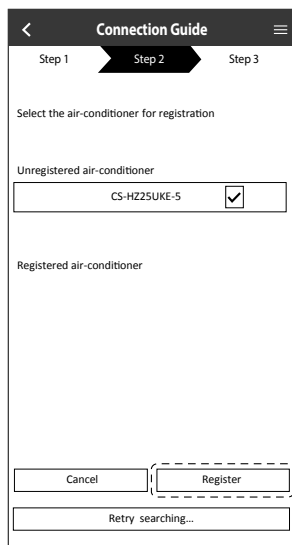 Connection Guide
Step 1 Step 2 Step 3
Select the air-conditioner for registration
Unregistered air-conditioner
CS-HZ25UKE-5
Registered air-conditioner
Cancel Register
Retry searching...